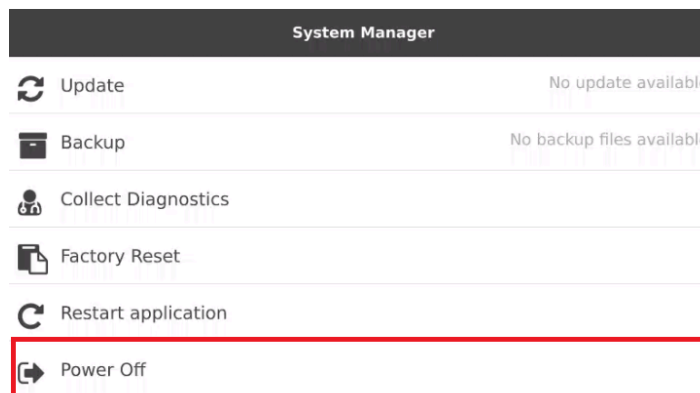 System Manager
Update No update availabl
Backup No backup files availabl
Collect Diagnostics
Factory Reset
Restart application
Power Off